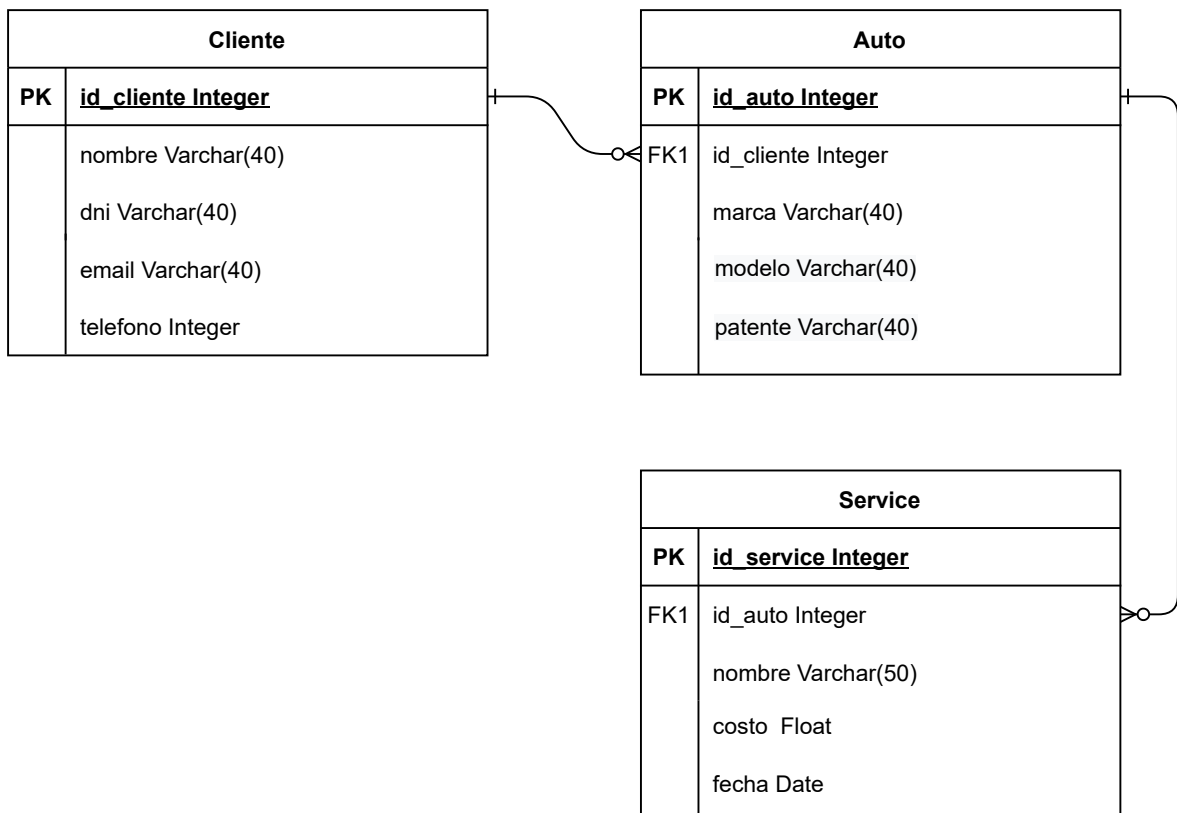 Cliente
PK id_cliente Integer
nombre Varchar(40)
dni Varchar(40)
email Varchar(40)
telefono Integer
Auto
PK id_auto Integer
FK1 id_cliente Integer
marca Varchar(40)
modelo Varchar(40)
patente Varchar(40)
Service
PK id_service Integer
FK1 id_auto Integer
nombre Varchar(50)
costo Float
fecha Date